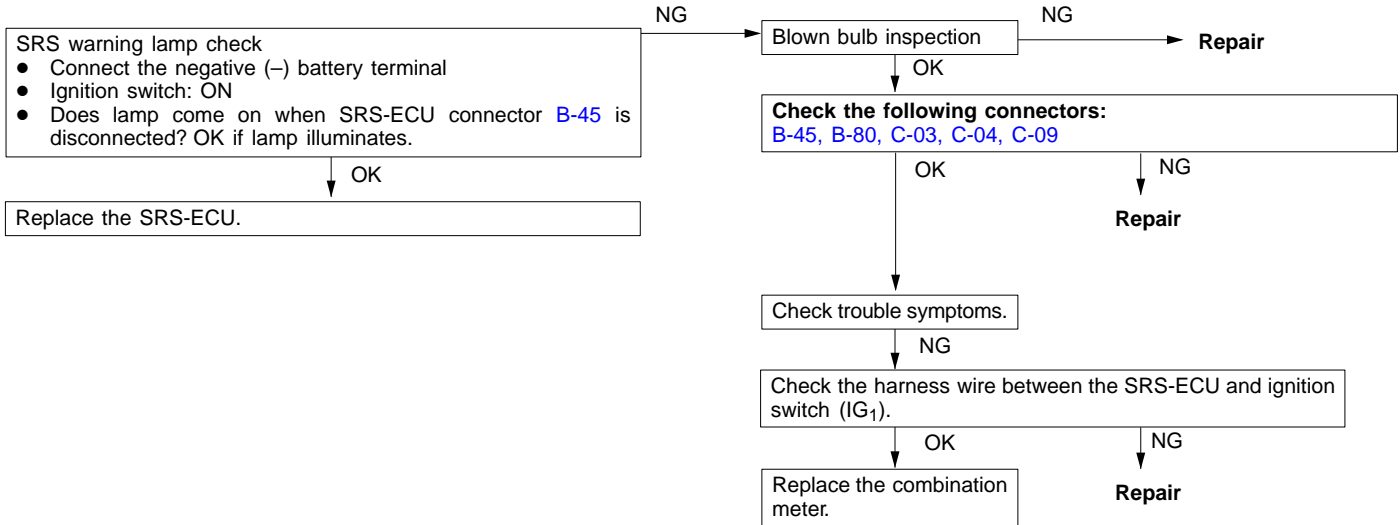 NG
NG
SRS warning lamp check
● Connect the negative (–) battery terminal
● Ignition switch: ON
● Does lamp come on when SRS-ECU connector B-45 is
disconnected? OK if lamp illuminates.
Blown bulb inspection
Repair
OK
Check the following connectors:
B-45, B-80, C-03, C-04, C-09
OK
OK
NG
Replace the SRS-ECU.
Repair
Check trouble symptoms.
NG
Check the harness wire between the SRS-ECU and ignition
switch (IG1).
OK
NG
Replace the combination
meter.
Repair